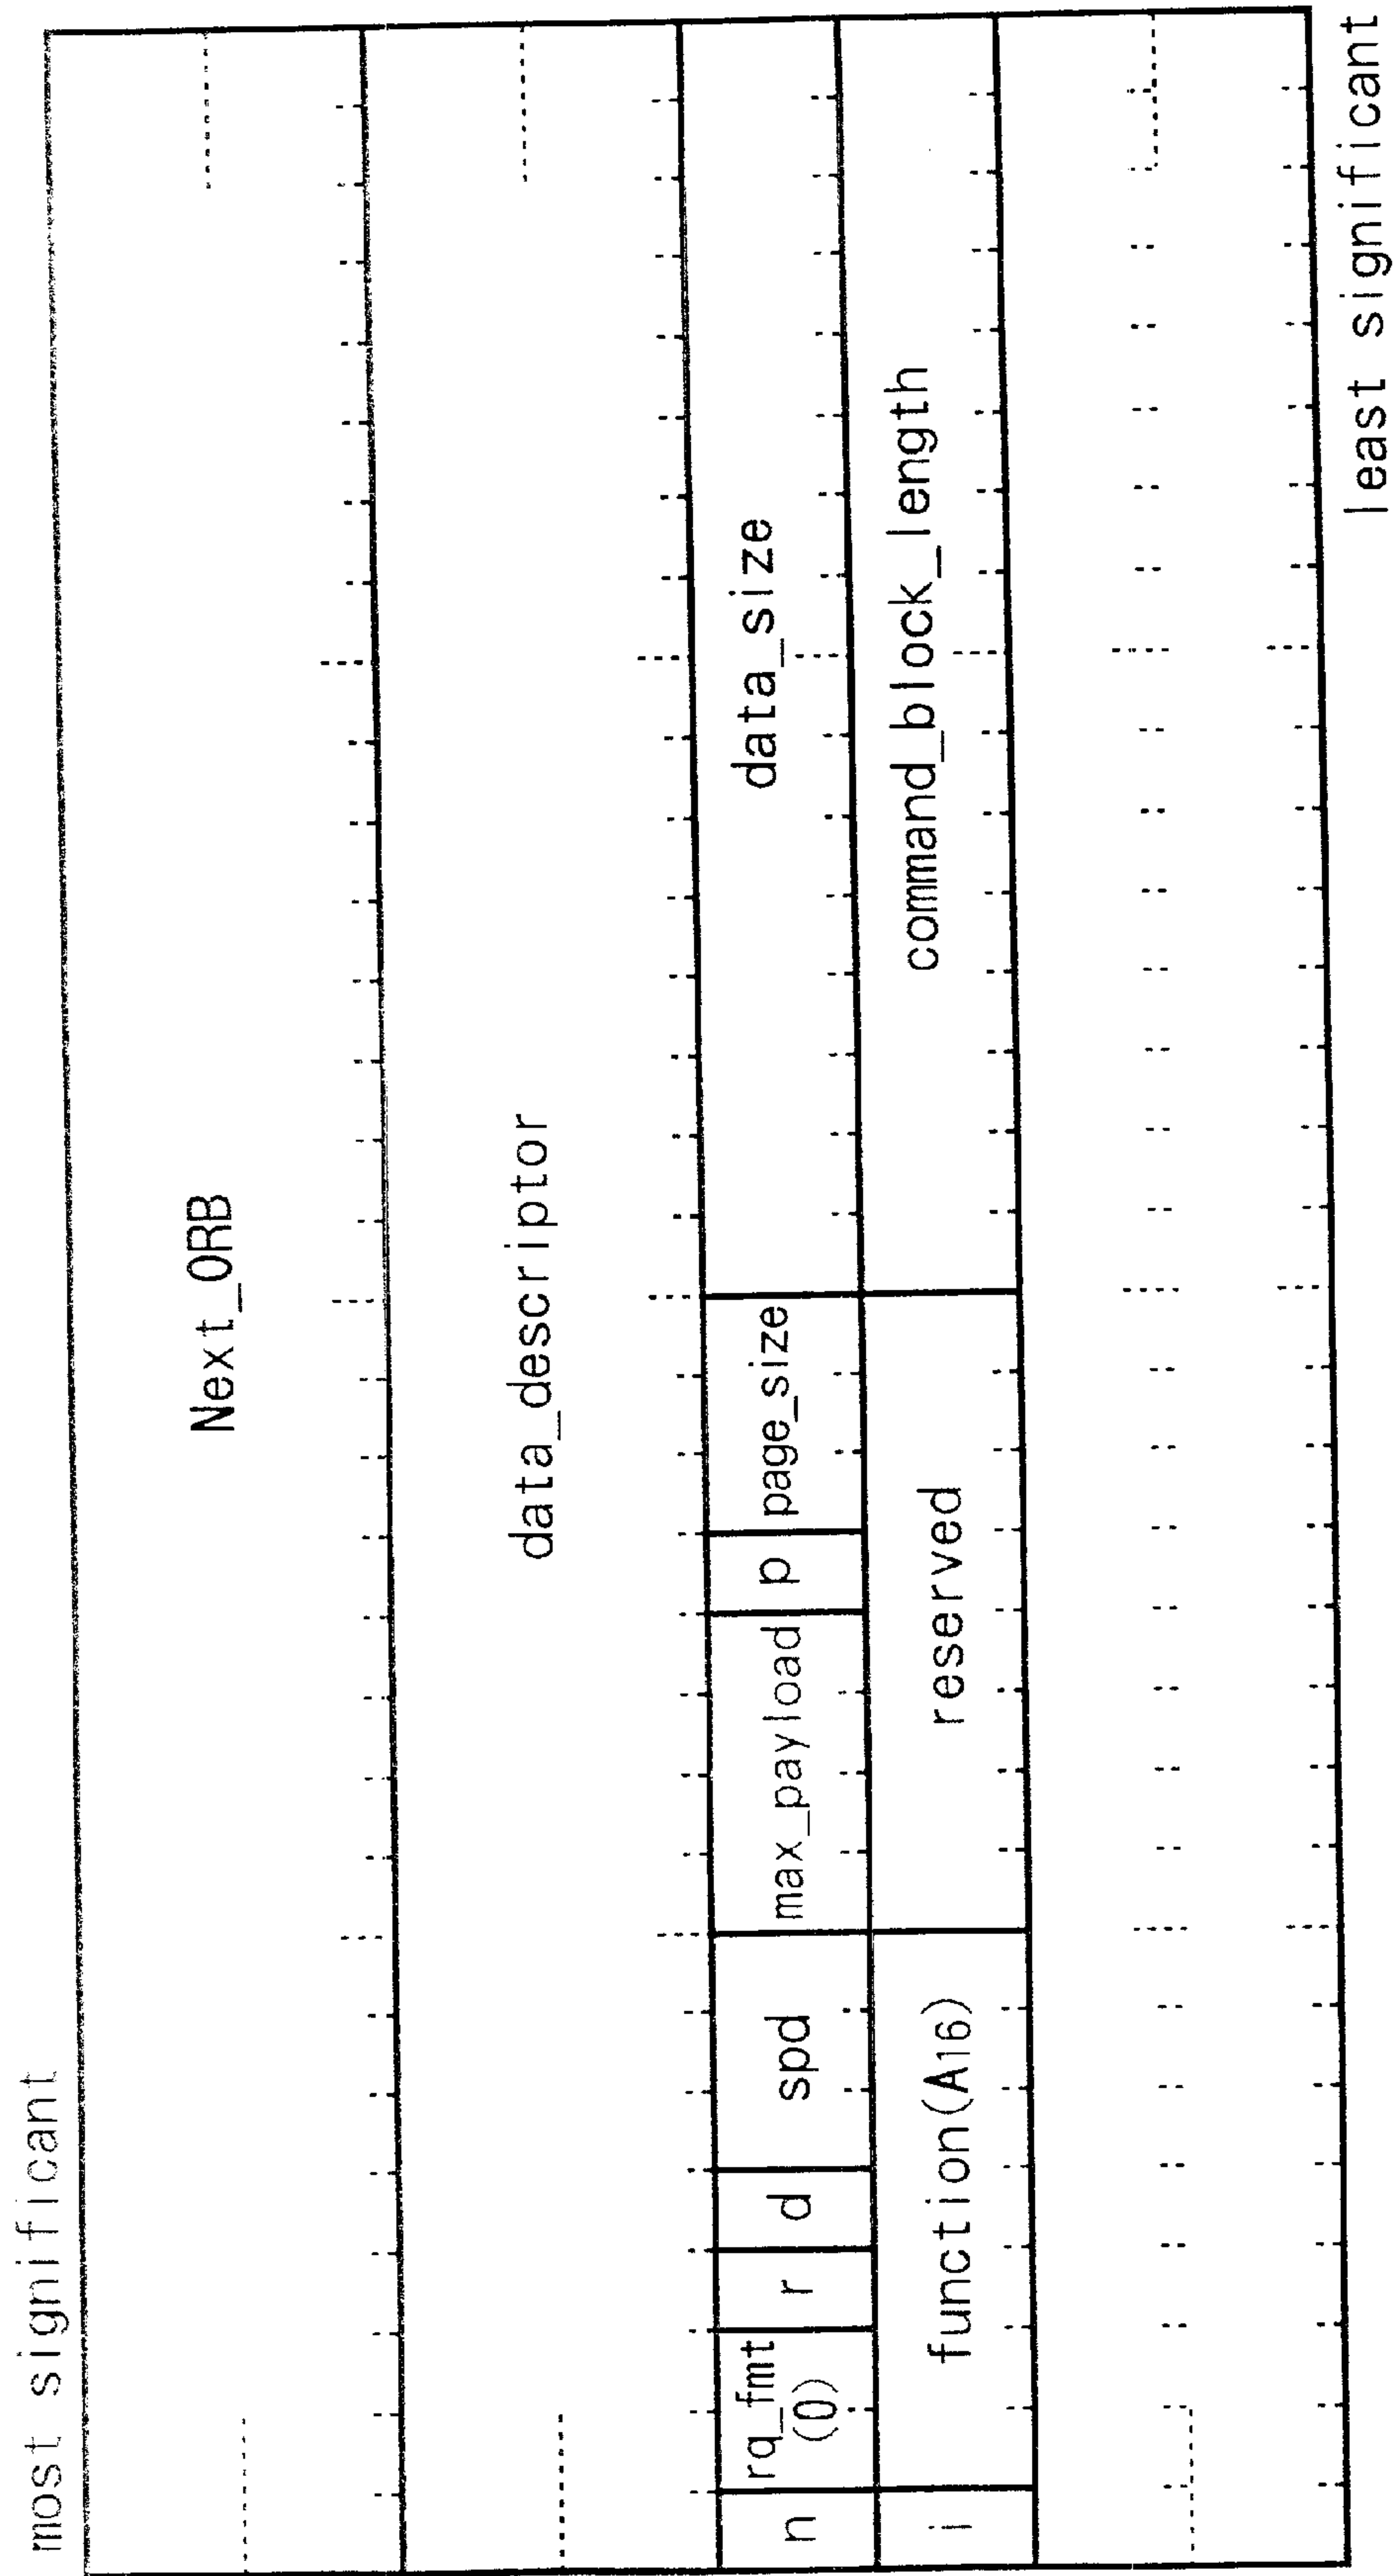 most significant
Next_ORB
data_descriptor
n
rq_fmt
(0)
r
d
spd
max_payload
p
page_size
data_size
i
function(A16)
reserved
command_block_length
least significant